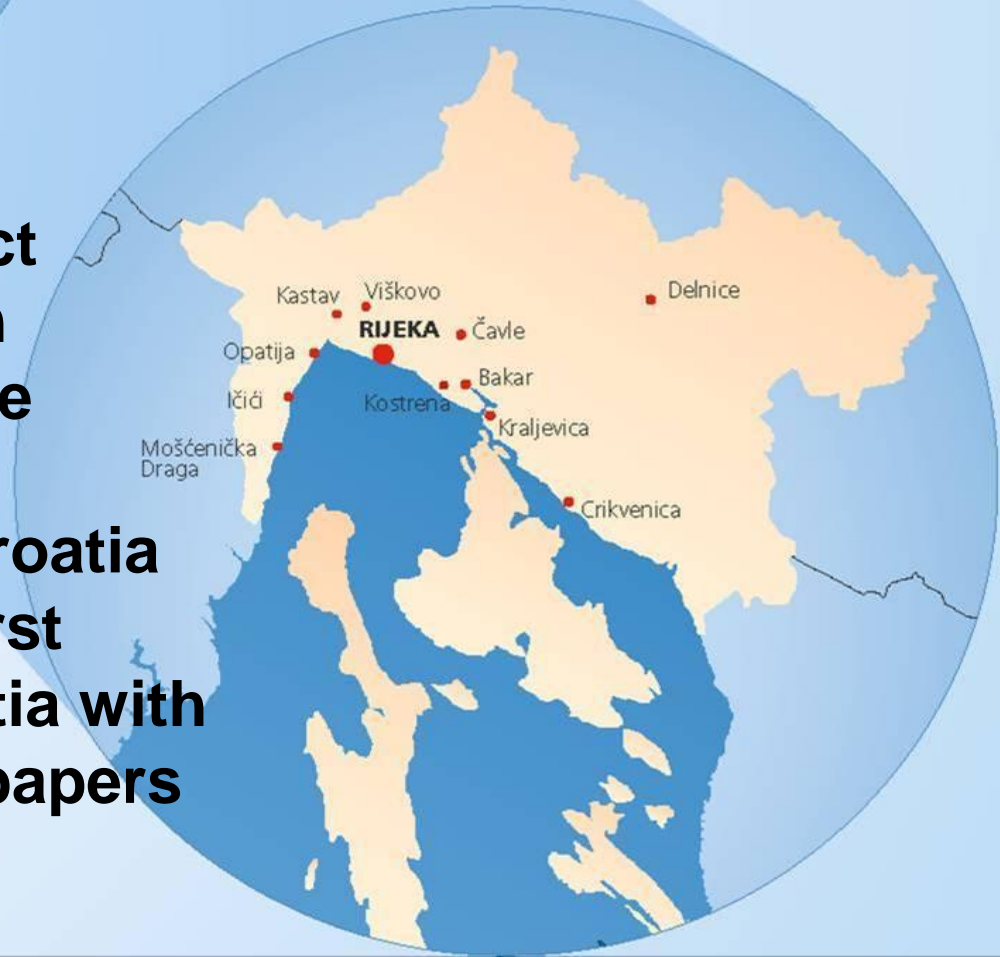 ct
e
roatia
rst
tia with
papers
Kastav
Viškovo
RIJEKA
Čavle
Delnice
Opatija
Bakar
Ičići
Kostrena
Kraljevica
Mošćenička
Draga
Crikvenica